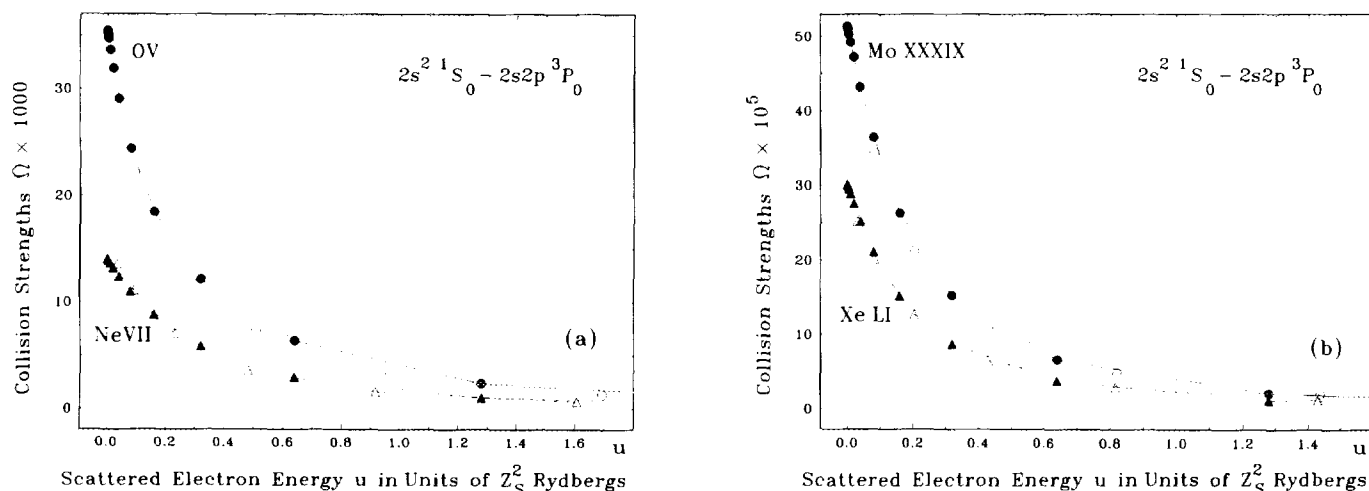 Collision Strengths Ω × 1000
30
20
10
0
OV
2s² ¹S₀ − 2s2p ³P₀
NeVII
(a)
0.0 0.2 0.4 0.6 0.8 1.0 1.2 1.4 1.6 u
Scattered Electron Energy u in Units of Z_S² Rydbergs
Collision Strengths Ω × 10⁵
50
40
30
20
10
0
Mo XXXIX
2s² ¹S₀ − 2s2p ³P₀
Xe LI
(b)
0.0 0.2 0.4 0.6 0.8 1.0 1.2 1.4 u
Scattered Electron Energy u in Units of Z_S² Rydbergs